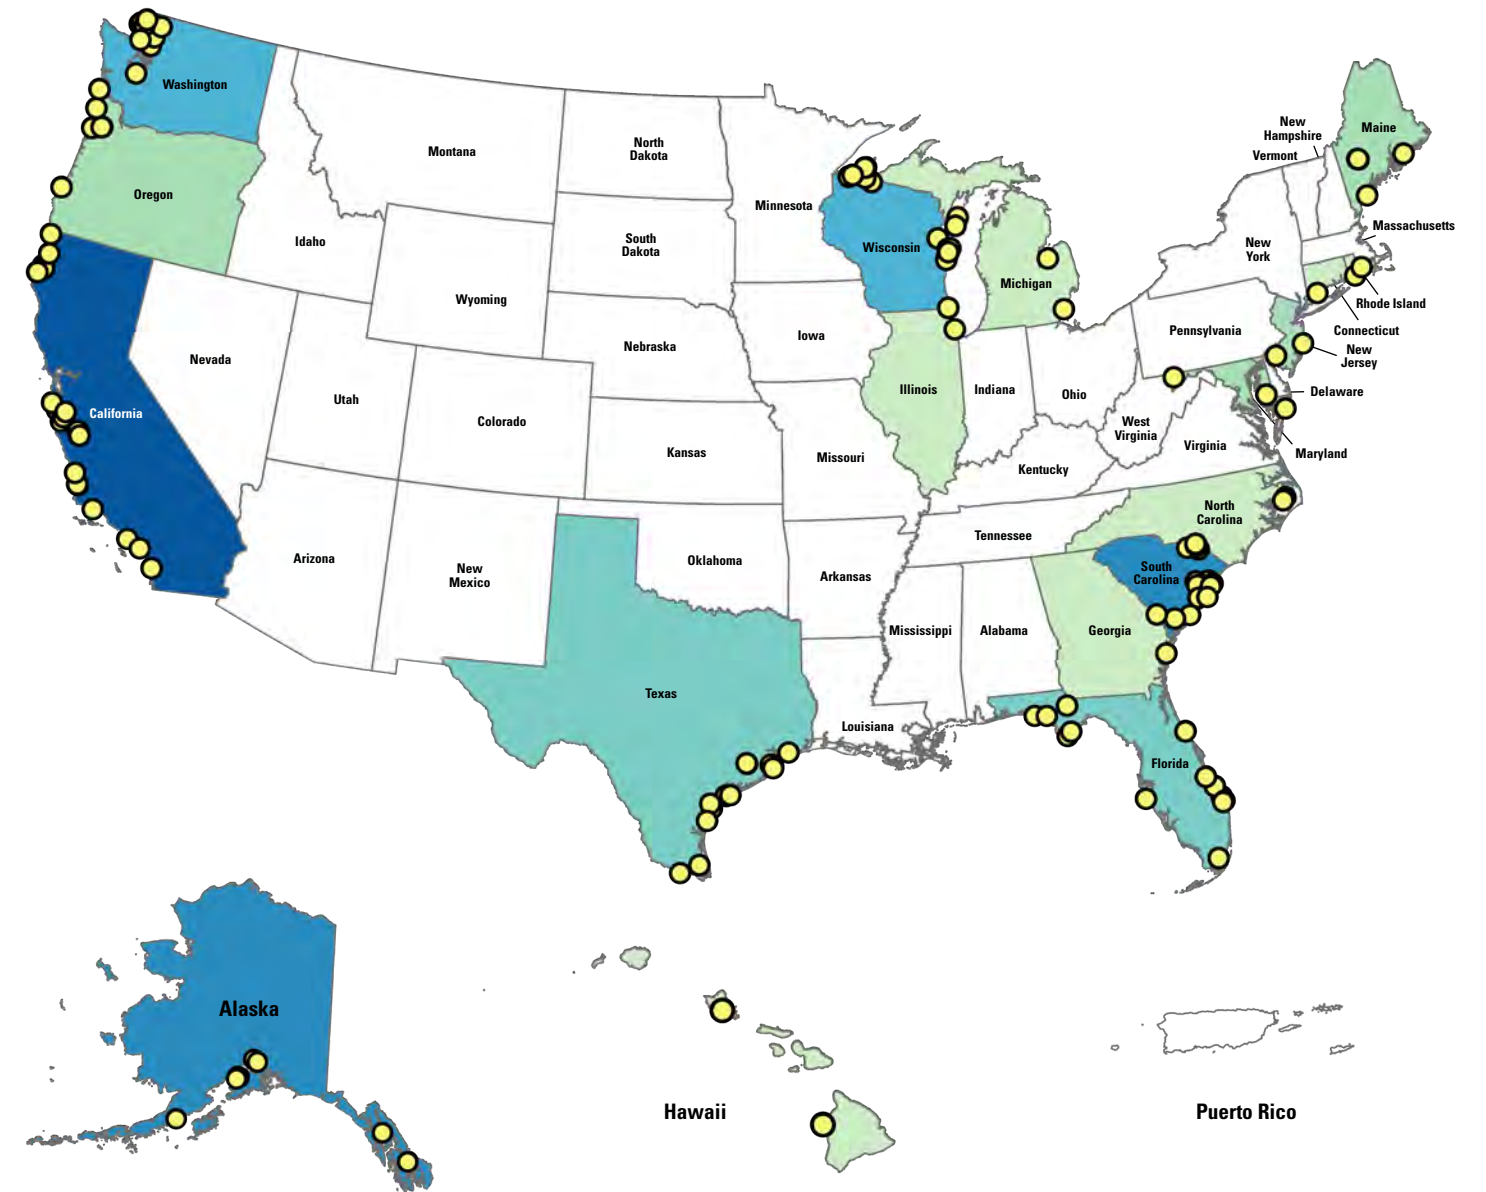 Washington
Montana
North
Dakota
Minnesota
New
Hampshire
Vermont
Maine
Oregon
Idaho
South
Dakota
Wisconsin
Michigan
New
York
Massachusetts
Wyoming
Rhode Island
Connecticut
Nevada
Nebraska
Iowa
Pennsylvania
New
Jersey
Utah
Illinois
Indiana
Ohio
Delaware
California
Colorado
Kansas
Missouri
West
Virginia
Virginia
Maryland
Kentucky
Arizona
New
Mexico
Oklahoma
Arkansas
Tennessee
North
Carolina
South
Carolina
Mississippi
Alabama
Georgia
Texas
Louisiana
Florida
Alaska
Hawaii
Puerto Rico